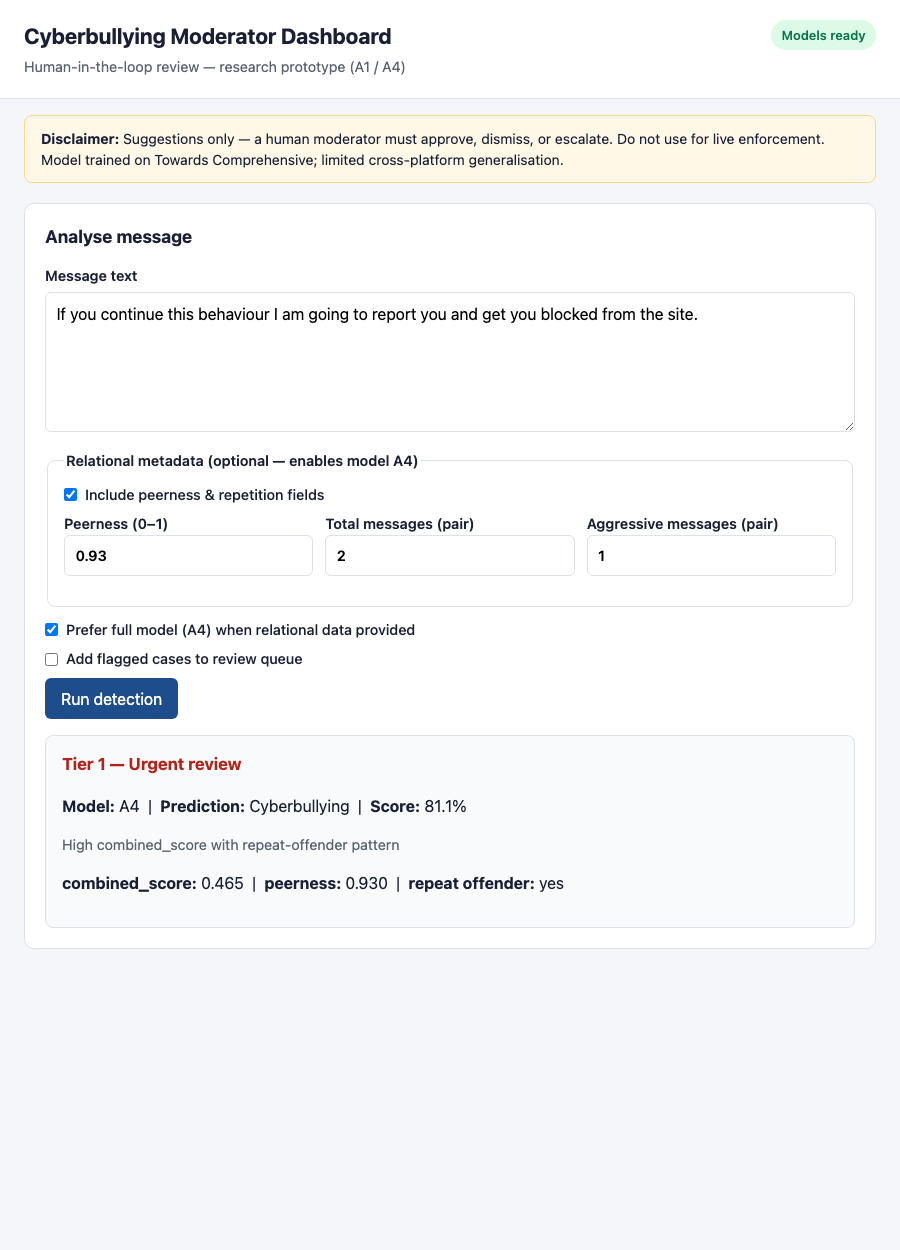 Cyberbullying Moderator Dashboard
Models ready
Human-in-the-loop review — research prototype (A1 / A4)
Disclaimer: Suggestions only — a human moderator must approve, dismiss, or escalate. Do not use for live enforcement.
Model trained on Towards Comprehensive; limited cross-platform generalisation.
Analyse message
Message text
If you continue this behaviour I am going to report you and get you blocked from the site.
Relational metadata (optional — enables model A4)
Include peerness & repetition fields
Peerness (0–1) Total messages (pair) Aggressive messages (pair)
0.93 2 1
Prefer full model (A4) when relational data provided
Add flagged cases to review queue
Run detection
Tier 1 — Urgent review
Model: A4 | Prediction: Cyberbullying | Score: 81.1%
High combined_score with repeat-offender pattern
combined_score: 0.465 | peerness: 0.930 | repeat offender: yes